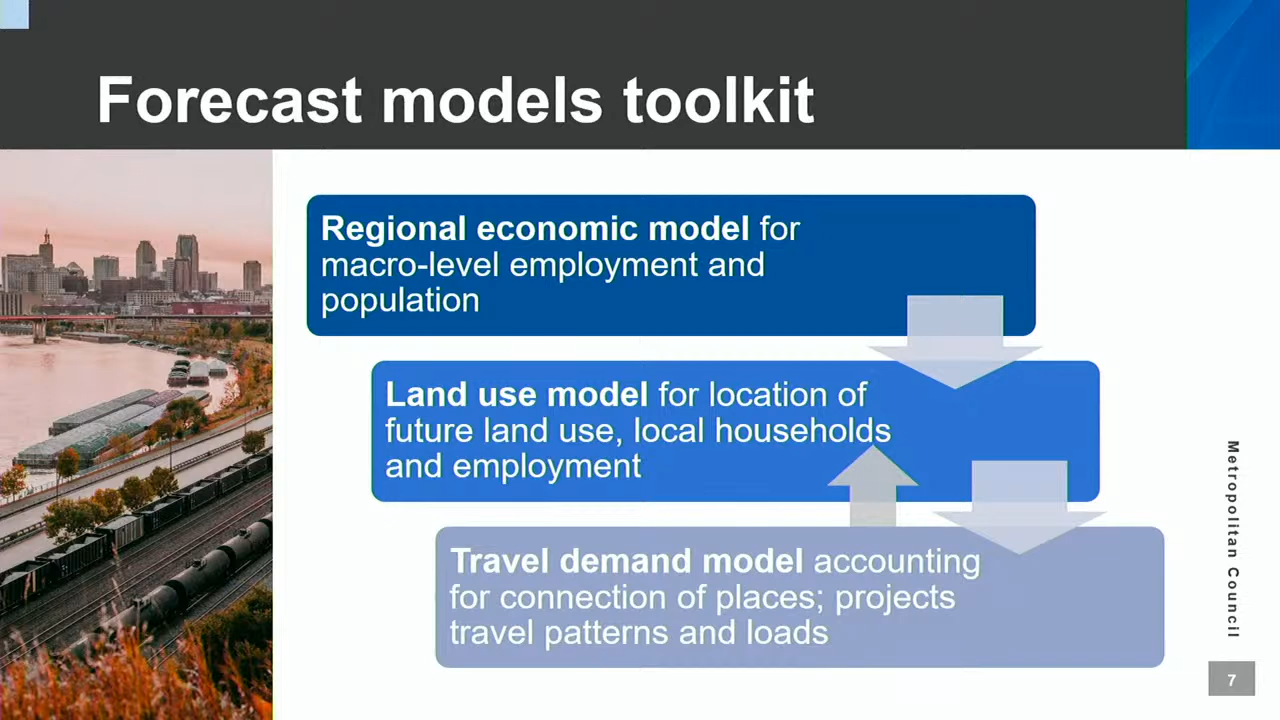 Forecast models toolkit
Regional economic model for
macro-level employment and
population
Land use model for location of
future land use, local households
and employment
Travel demand model accounting
for connection of places; projects
travel patterns and loads
Metropolitan Council
7